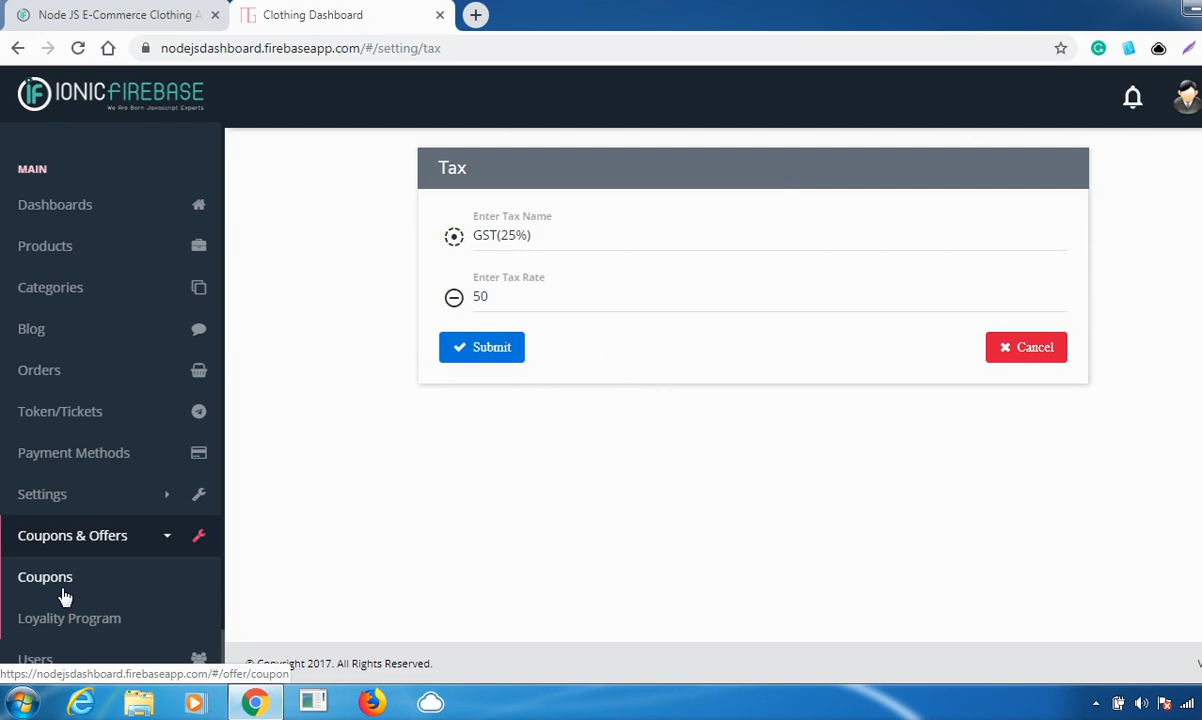 Node JS E-Commerce Clothing A
Clothing Dashboard
nodejsdashboard.firebaseapp.com/#/setting/tax
IONICFIREBASE
We Are Born Javascript Experts
MAIN
Dashboards
Products
Categories
Blog
Orders
Token/Tickets
Payment Methods
Settings
Coupons & Offers
Coupons
Loyality Program
Users
Tax
Enter Tax Name
GST(25%)
Enter Tax Rate
50
Submit
Cancel
© Copyright 2017. All Rights Reserved.
V
https://nodejsdashboard.firebaseapp.com/#/offer/coupon